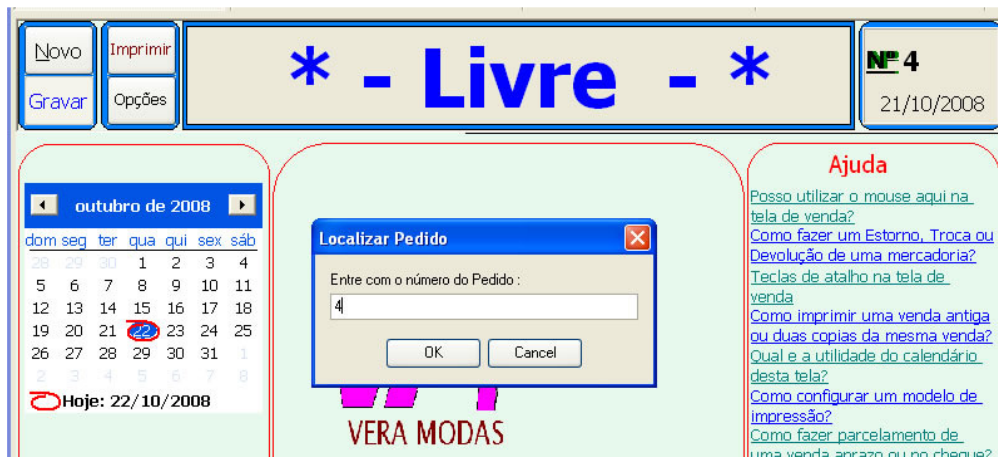 Novo
Gravar
Imprimir
Opções
* - Livre - *
Nº 4
21/10/2008
outubro de 2008
dom seg ter qua qui sex sáb
28 29 30 1 2 3 4
5 6 7 8 9 10 11
12 13 14 15 16 17 18
19 20 21 22 23 24 25
26 27 28 29 30 31 1
2 3 4 5 6 7 8
Hoje: 22/10/2008
Localizar Pedido
Entre com o número do Pedido :
4
OK
Cancel
VERA MODAS
Ajuda
Posso utilizar o mouse aqui na
tela de venda?
Como fazer um Estorno, Troca ou
Devolução de uma mercadoria?
Teclas de atalho na tela de
venda
Como imprimir uma venda antiga
ou duas copias da mesma venda?
Qual e a utilidade do calendário
desta tela?
Como configurar um modelo de
impressão?
Como fazer parcelamento de
uma venda aprazo ou no cheque?